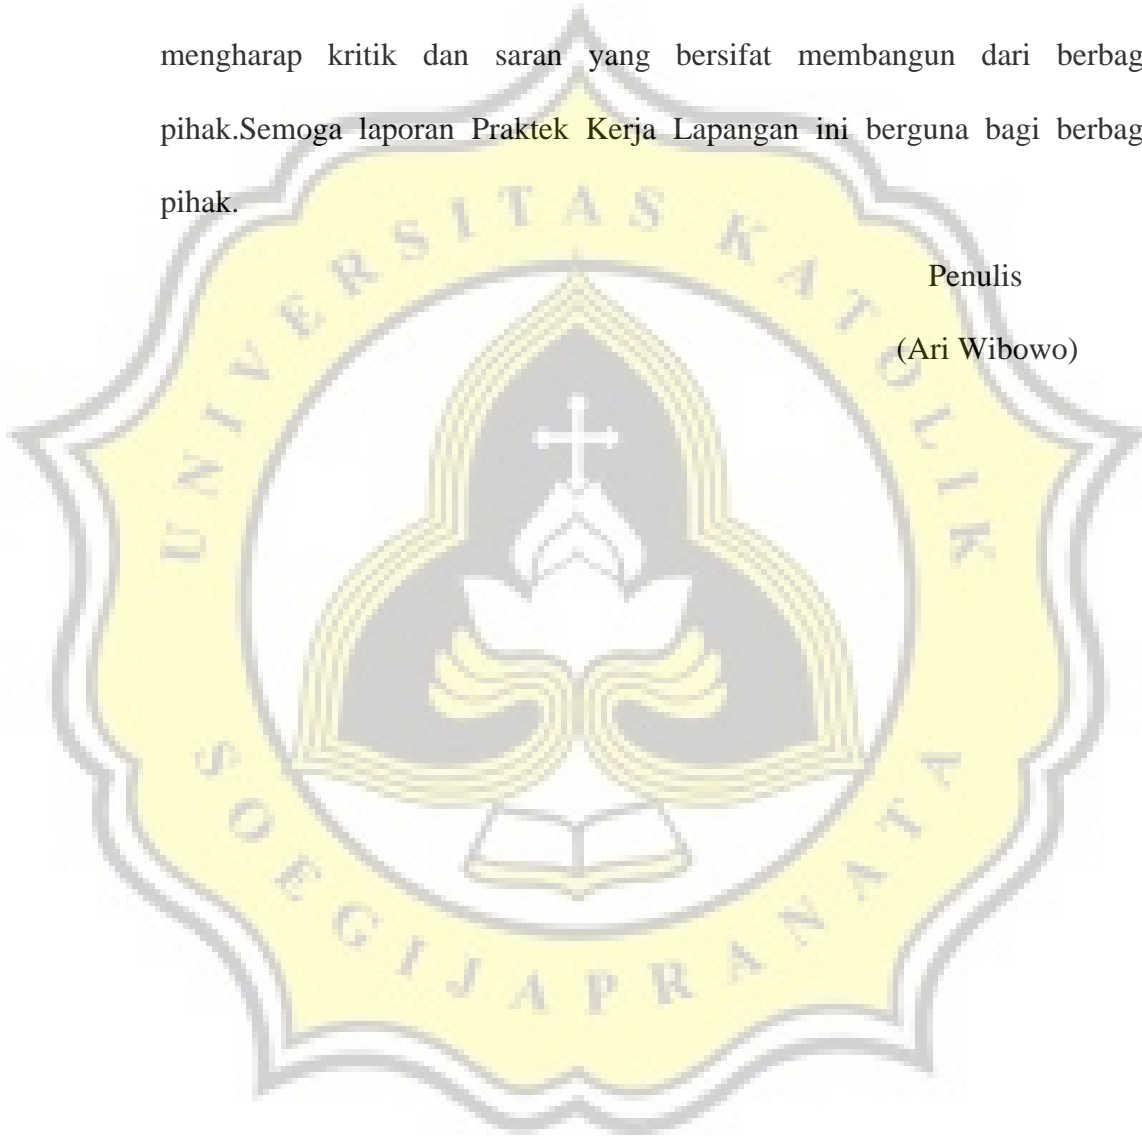 mengharap kritik dan saran yang bersifat membangun dari berbag
pihak.Semoga laporan Praktek Kerja Lapangan ini berguna bagi berbag
pihak.
Penulis
(Ari Wibowo)
UNIVERSITAS KATOLIK
SOEGIJAPRANATA